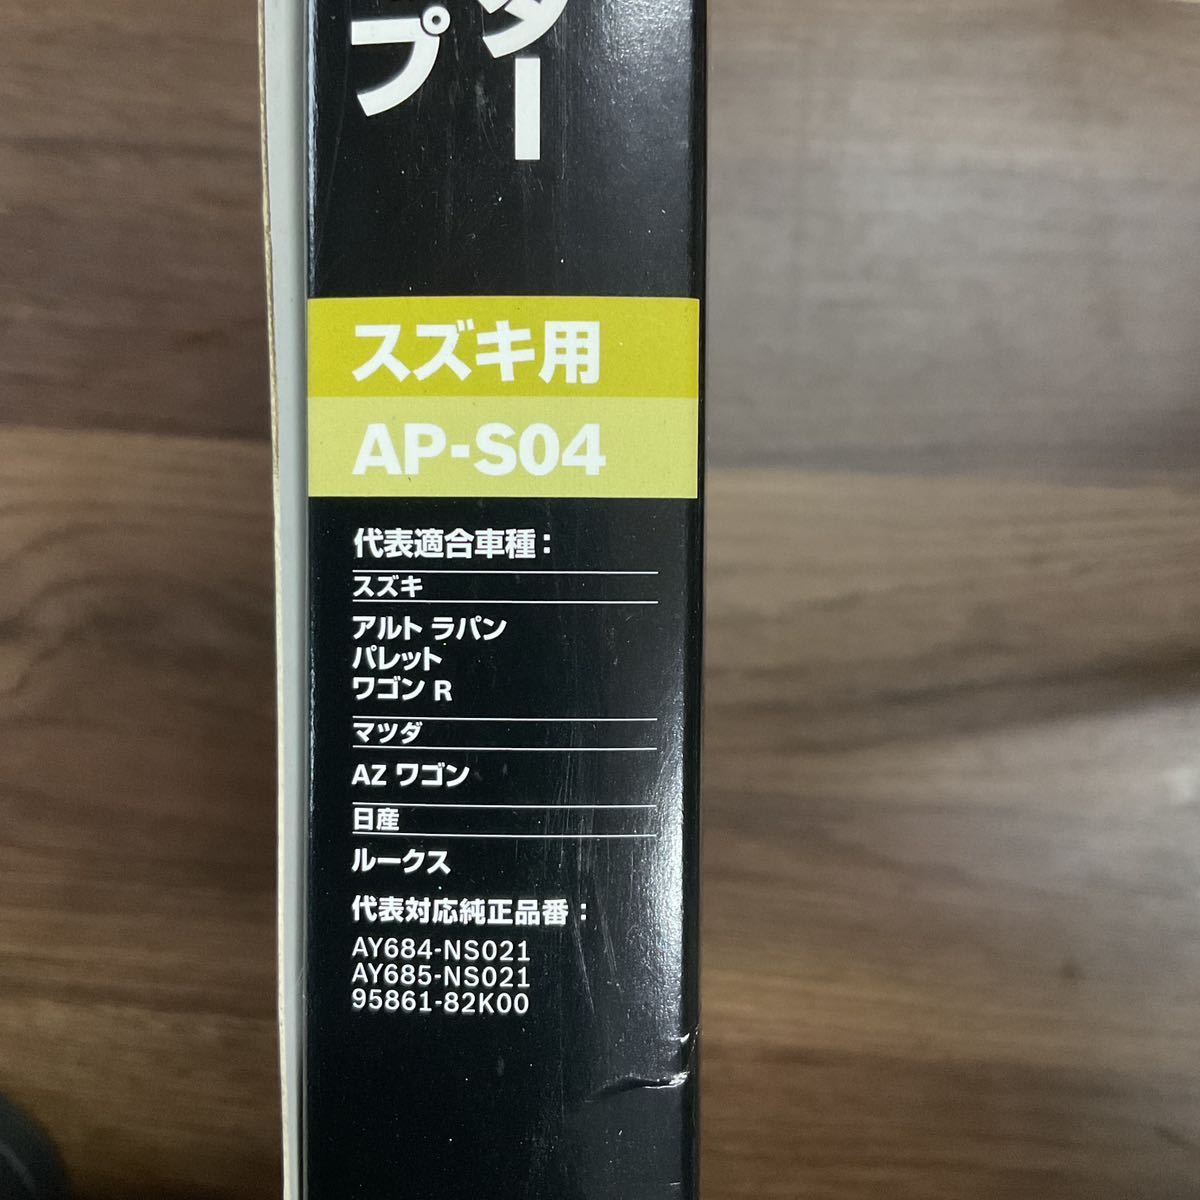 ター
プ
スズキ用
AP-S04
代表適合車種：
スズキ
アルト ラパン
パレット
ワゴン R
マツダ
AZ ワゴン
日産
ルークス
代表対応純正品番：
AY684-NS021
AY685-NS021
95861-82K00